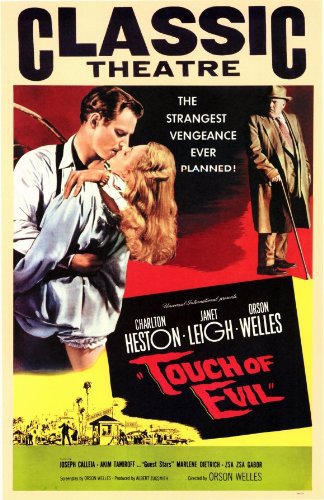 CLASSIC
THEATRE
THE
STRANGEST
VENGEANCE
EVER
PLANNED!
Universal-International presents
CHARLTON HESTON · JANET LEIGH · ORSON WELLES
"TOUCH OF
EVIL"
JOSEPH CALLEIA · AKIM TAMIROFF ... "Guest Stars" MARLENE DIETRICH · ZSA ZSA GABOR
Screenplay by ORSON WELLES · Produced by ALBERT ZUGSMITH · Directed by ORSON WELLES